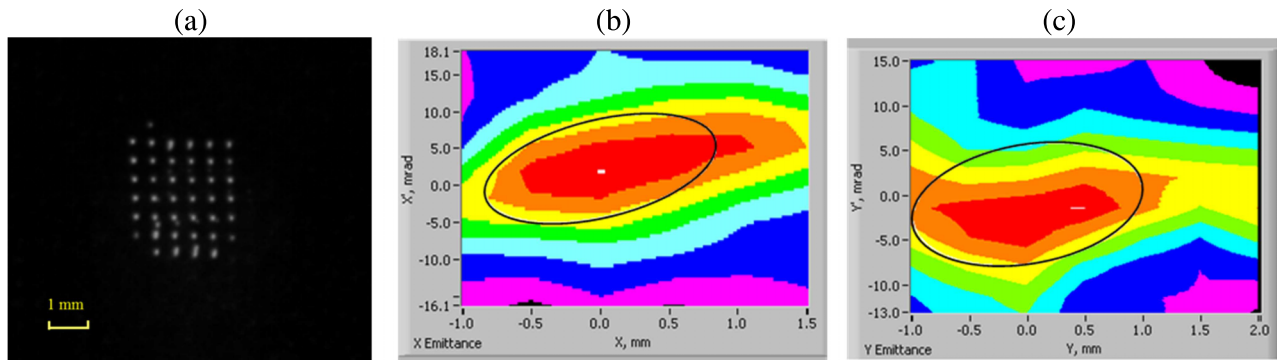 (a)
(b)
(c)
1 mm
18.1
15.0
10.0
5.0
0.0
-5.0
-10.0
-16.1
X', mrad
-1.0 -0.5 0.0 0.5 1.0 1.5
X Emittance X, mm
15.0
10.0
5.0
0.0
-5.0
-10.0
-13.0
Y', mrad
-1.0 -0.5 0.0 0.5 1.0 1.5 2.0
Y Emittance Y, mm